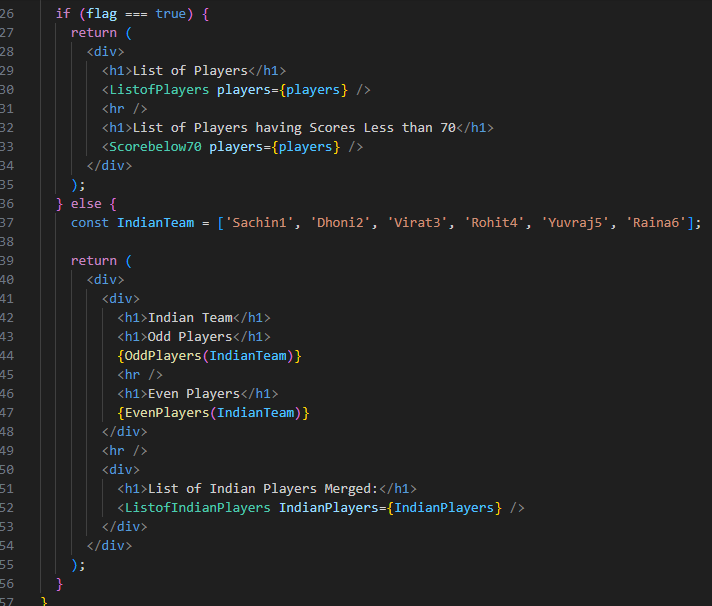 26 if (flag === true) {
27 return (
28 <div>
29 <h1>List of Players</h1>
30 <ListofPlayers players={players} />
31 <hr />
32 <h1>List of Players having Scores Less than 70</h1>
33 <Scorebelow70 players={players} />
34 </div>
35 );
36 } else {
37 const IndianTeam = ['Sachin1', 'Dhoni2', 'Virat3', 'Rohit4', 'Yuvraj5', 'Raina6'];
38
39 return (
40 <div>
41 <div>
42 <h1>Indian Team</h1>
43 <h1>Odd Players</h1>
44 {OddPlayers(IndianTeam)}
45 <hr />
46 <h1>Even Players</h1>
47 {EvenPlayers(IndianTeam)}
48 </div>
49 <hr />
50 <div>
51 <h1>List of Indian Players Merged:</h1>
52 <ListofIndianPlayers IndianPlayers={IndianPlayers} />
53 </div>
54 </div>
55 );
56 }
57 }